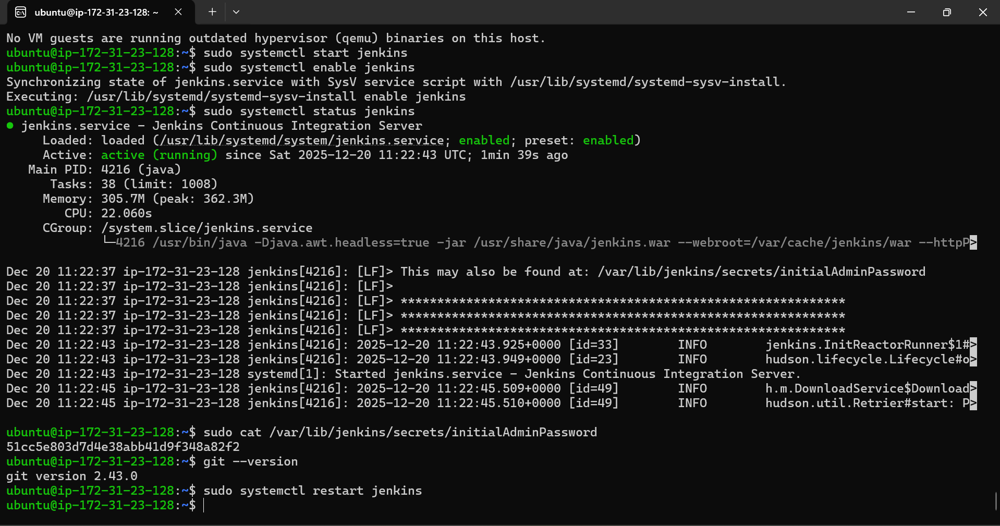 ubuntu@ip-172-31-23-128: ~
No VM guests are running outdated hypervisor (qemu) binaries on this host.
ubuntu@ip-172-31-23-128:~$ sudo systemctl start jenkins
ubuntu@ip-172-31-23-128:~$ sudo systemctl enable jenkins
Synchronizing state of jenkins.service with SysV service script with /usr/lib/systemd/systemd-sysv-install.
Executing: /usr/lib/systemd/systemd-sysv-install enable jenkins
ubuntu@ip-172-31-23-128:~$ sudo systemctl status jenkins
● jenkins.service - Jenkins Continuous Integration Server
     Loaded: loaded (/usr/lib/systemd/system/jenkins.service; enabled; preset: enabled)
     Active: active (running) since Sat 2025-12-20 11:22:43 UTC; 1min 39s ago
   Main PID: 4216 (java)
      Tasks: 38 (limit: 1008)
     Memory: 305.7M (peak: 362.3M)
        CPU: 22.060s
     CGroup: /system.slice/jenkins.service
             └─4216 /usr/bin/java -Djava.awt.headless=true -jar /usr/share/java/jenkins.war --webroot=/var/cache/jenkins/war --httpP>
Dec 20 11:22:37 ip-172-31-23-128 jenkins[4216]: [LF]> This may also be found at: /var/lib/jenkins/secrets/initialAdminPassword
Dec 20 11:22:37 ip-172-31-23-128 jenkins[4216]: [LF]>
Dec 20 11:22:37 ip-172-31-23-128 jenkins[4216]: [LF]> *************************************************************
Dec 20 11:22:37 ip-172-31-23-128 jenkins[4216]: [LF]> *************************************************************
Dec 20 11:22:37 ip-172-31-23-128 jenkins[4216]: [LF]> *************************************************************
Dec 20 11:22:43 ip-172-31-23-128 jenkins[4216]: 2025-12-20 11:22:43.925+0000 [id=33]        INFO        jenkins.InitReactorRunner$1#>
Dec 20 11:22:43 ip-172-31-23-128 jenkins[4216]: 2025-12-20 11:22:43.949+0000 [id=23]        INFO        hudson.lifecycle.Lifecycle#o>
Dec 20 11:22:43 ip-172-31-23-128 systemd[1]: Started jenkins.service - Jenkins Continuous Integration Server.
Dec 20 11:22:45 ip-172-31-23-128 jenkins[4216]: 2025-12-20 11:22:45.509+0000 [id=49]        INFO        h.m.DownloadService$Download>
Dec 20 11:22:45 ip-172-31-23-128 jenkins[4216]: 2025-12-20 11:22:45.510+0000 [id=49]        INFO        hudson.util.Retrier#start: P>
ubuntu@ip-172-31-23-128:~$ sudo cat /var/lib/jenkins/secrets/initialAdminPassword
51cc5e803d7d4e38abb41d9f348a82f2
ubuntu@ip-172-31-23-128:~$ git --version
git version 2.43.0
ubuntu@ip-172-31-23-128:~$ sudo systemctl restart jenkins
ubuntu@ip-172-31-23-128:~$